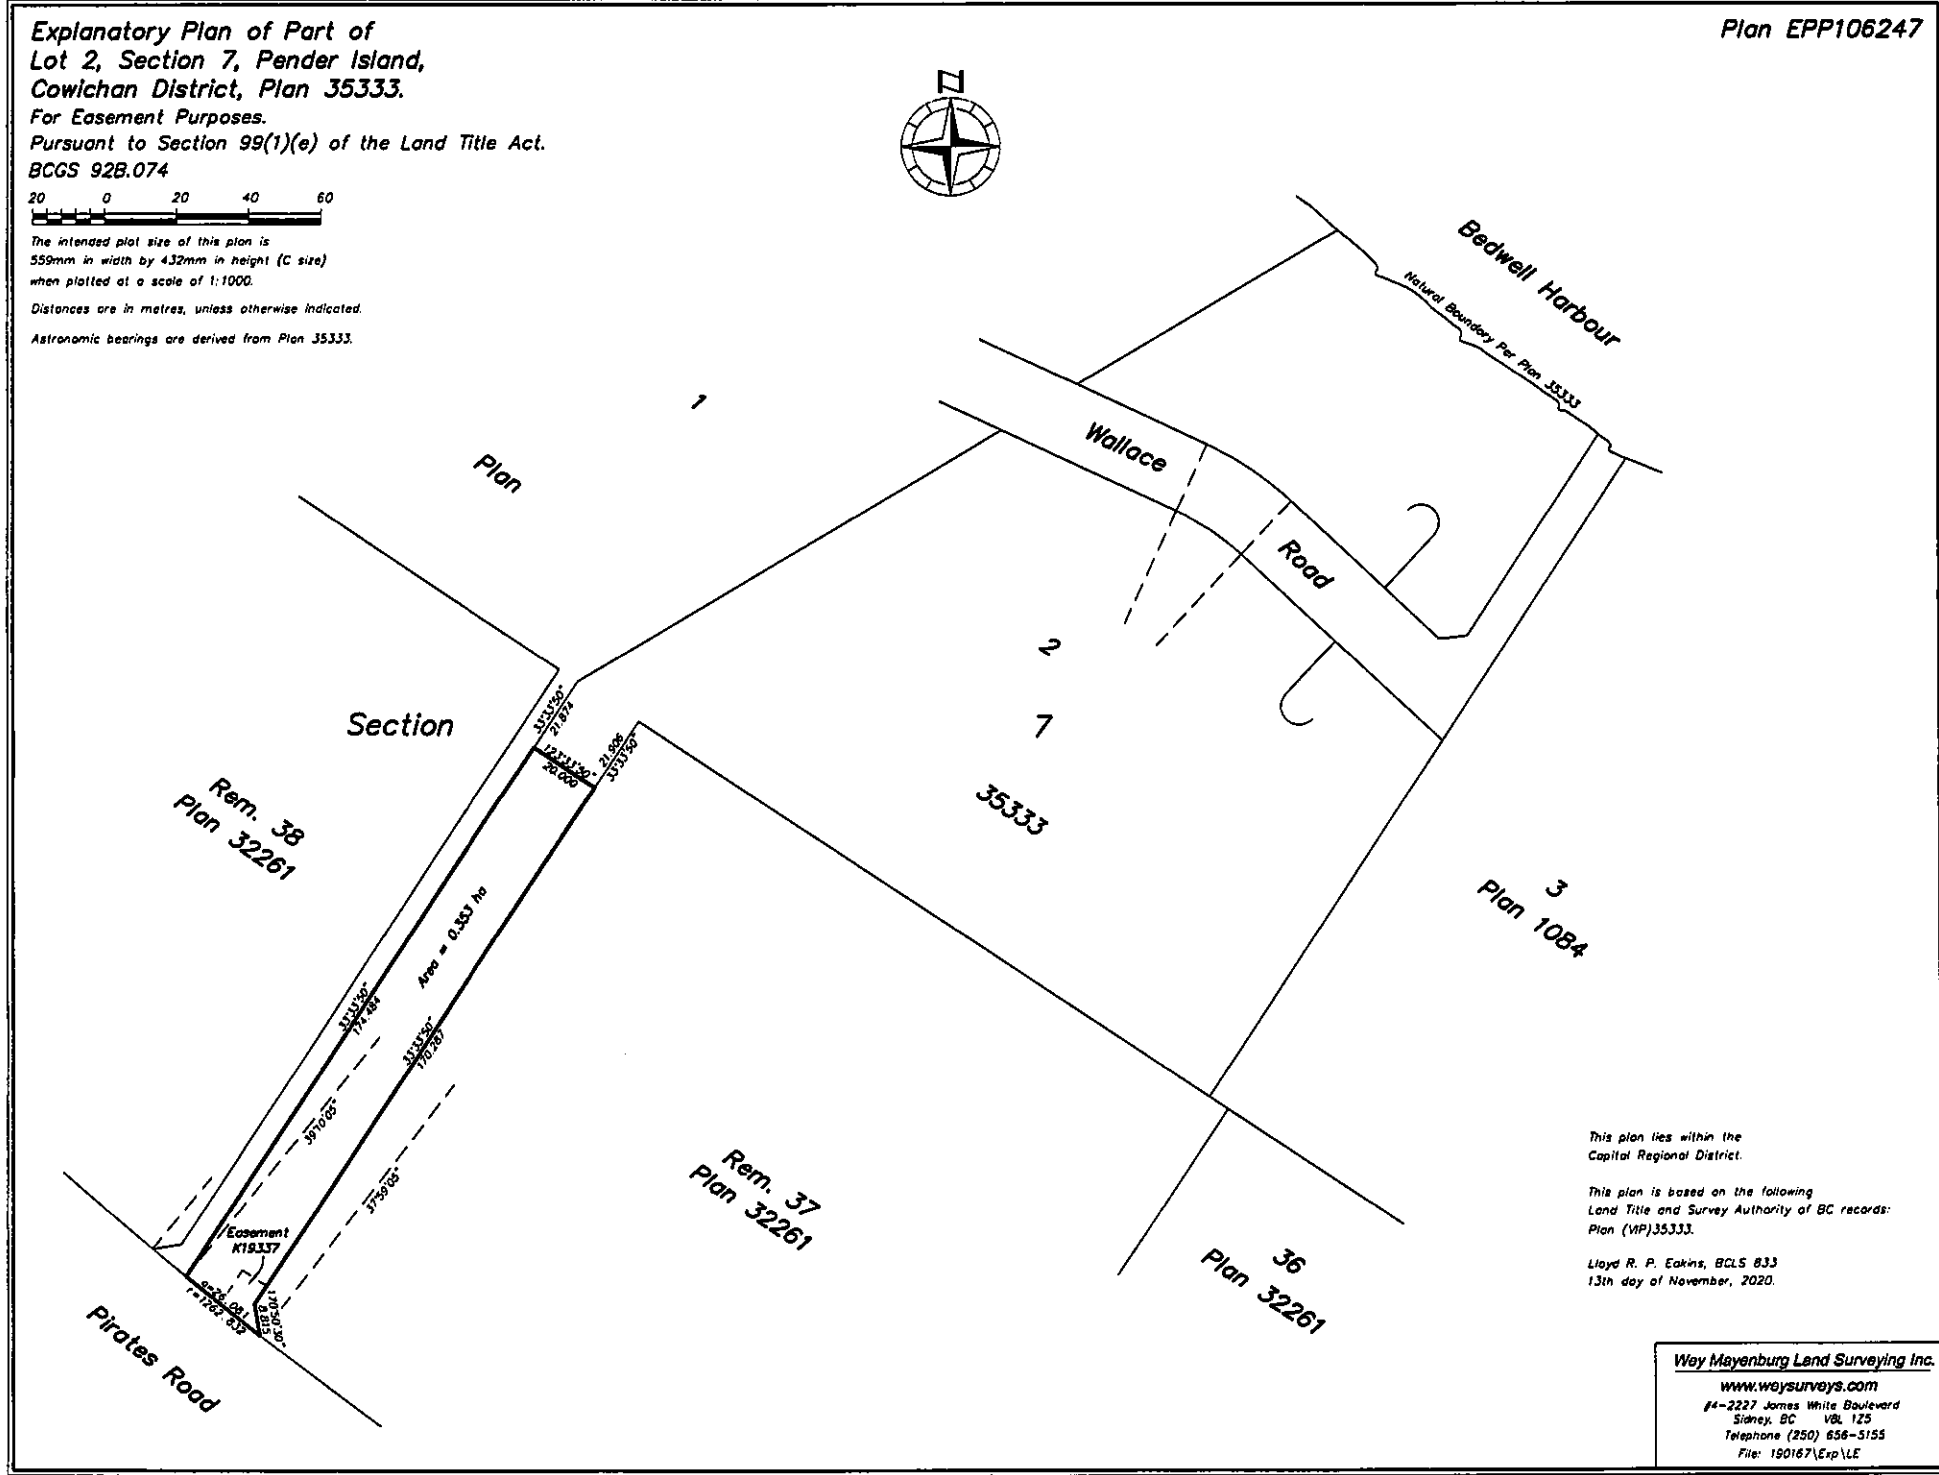 Explanatory Plan of Part of
Lot 2, Section 7, Pender Island,
Cowichan District, Plan 35333.
For Easement Purposes.
Pursuant to Section 99(1)(e) of the Land Title Act.
BCGS 92B.074
20 0 20 40 60
The intended plot size of this plan is
559mm in width by 432mm in height (C size)
when plotted at a scale of 1:1000.
Distances are in metres, unless otherwise indicated.
Astronomic bearings are derived from Plan 35333.
Plan EPP106247
N
Bedwell Harbour
Natural Boundary Per Plan 35333
1
Plan
Wallace
Road
2
7
35333
Section
33°33'50"
21.874
123°33'50"
20.000
21.906
33°33'50"
Rem. 38
Plan 32261
Area = 0.353 ha
33°33'50"
174.484
33°33'50"
170.287
39°10'05"
37°59'05"
Easement
K19337
a=26.081
r=1262.832
170°50'30"
8.815
Pirates Road
Rem. 37
Plan 32261
3
Plan 1084
36
Plan 32261
This plan lies within the
Capital Regional District.
This plan is based on the following
Land Title and Survey Authority of BC records:
Plan (VIP)35333.
Lloyd R. P. Eakins, BCLS 833
13th day of November, 2020.
Wey Mayenburg Land Surveying Inc.
www.weysurveys.com
#4-2227 James White Boulevard
Sidney, BC V8L 1Z5
Telephone (250) 656-5155
File: 190167\Exp\LE